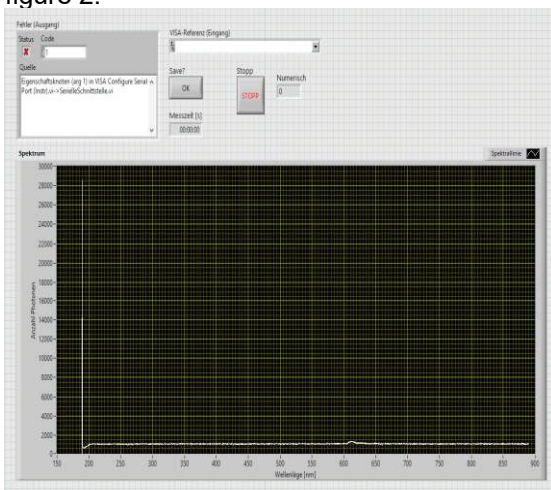 figure 2.
Fehler (Ausgang)
Status Code
1
Quelle
Eigenschaftsknoten (arg 1) in VISA Configure Serial
Port (Instr).vi->SerielleSchnittstelle.vi
VISA-Referenz (Eingang)
Save?
OK
Stopp
STOPP
Numerisch
0
Messzeit [s]
00:00:00
Spektrum
Spektrallinie
Anzahl Photonen
30000
28000
26000
24000
22000
20000
18000
16000
14000
12000
10000
8000
6000
4000
2000
0
150 200 250 300 350 400 450 500 550 600 650 700 750 800 850 900
Wellenläge [nm]